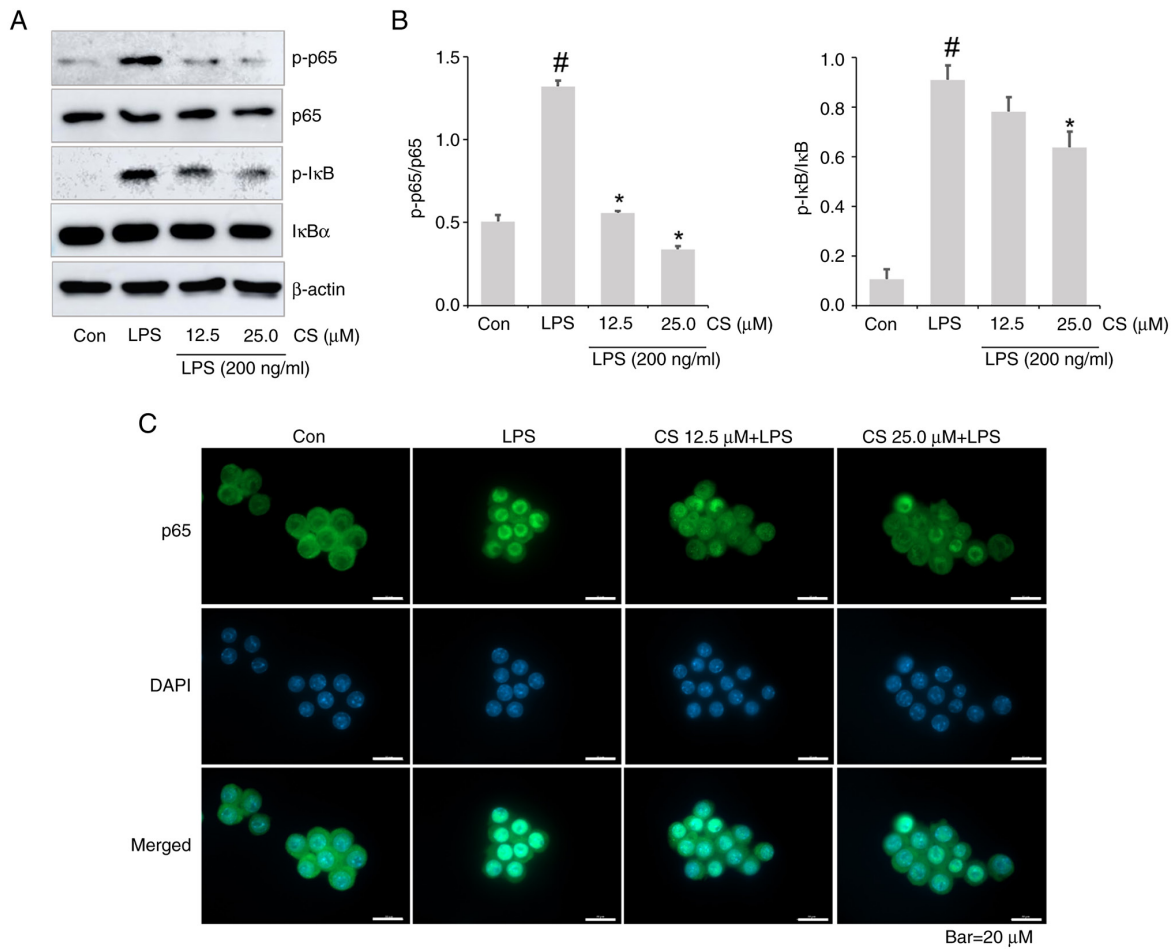 A
p-p65
p65
p-IκB
IκBα
β-actin
Con LPS 12.5 25.0 CS (μM)
LPS (200 ng/ml)
B
p-p65/p65
1.5
1.0
0.5
0.0
#
*
*
Con LPS 12.5 25.0 CS (μM)
LPS (200 ng/ml)
p-IκB/IκB
1.0
0.8
0.6
0.4
0.2
0.0
#
*
Con LPS 12.5 25.0 CS (μM)
LPS (200 ng/ml)
C
Con LPS CS 12.5 μM+LPS CS 25.0 μM+LPS
p65
DAPI
Merged
Bar=20 μM